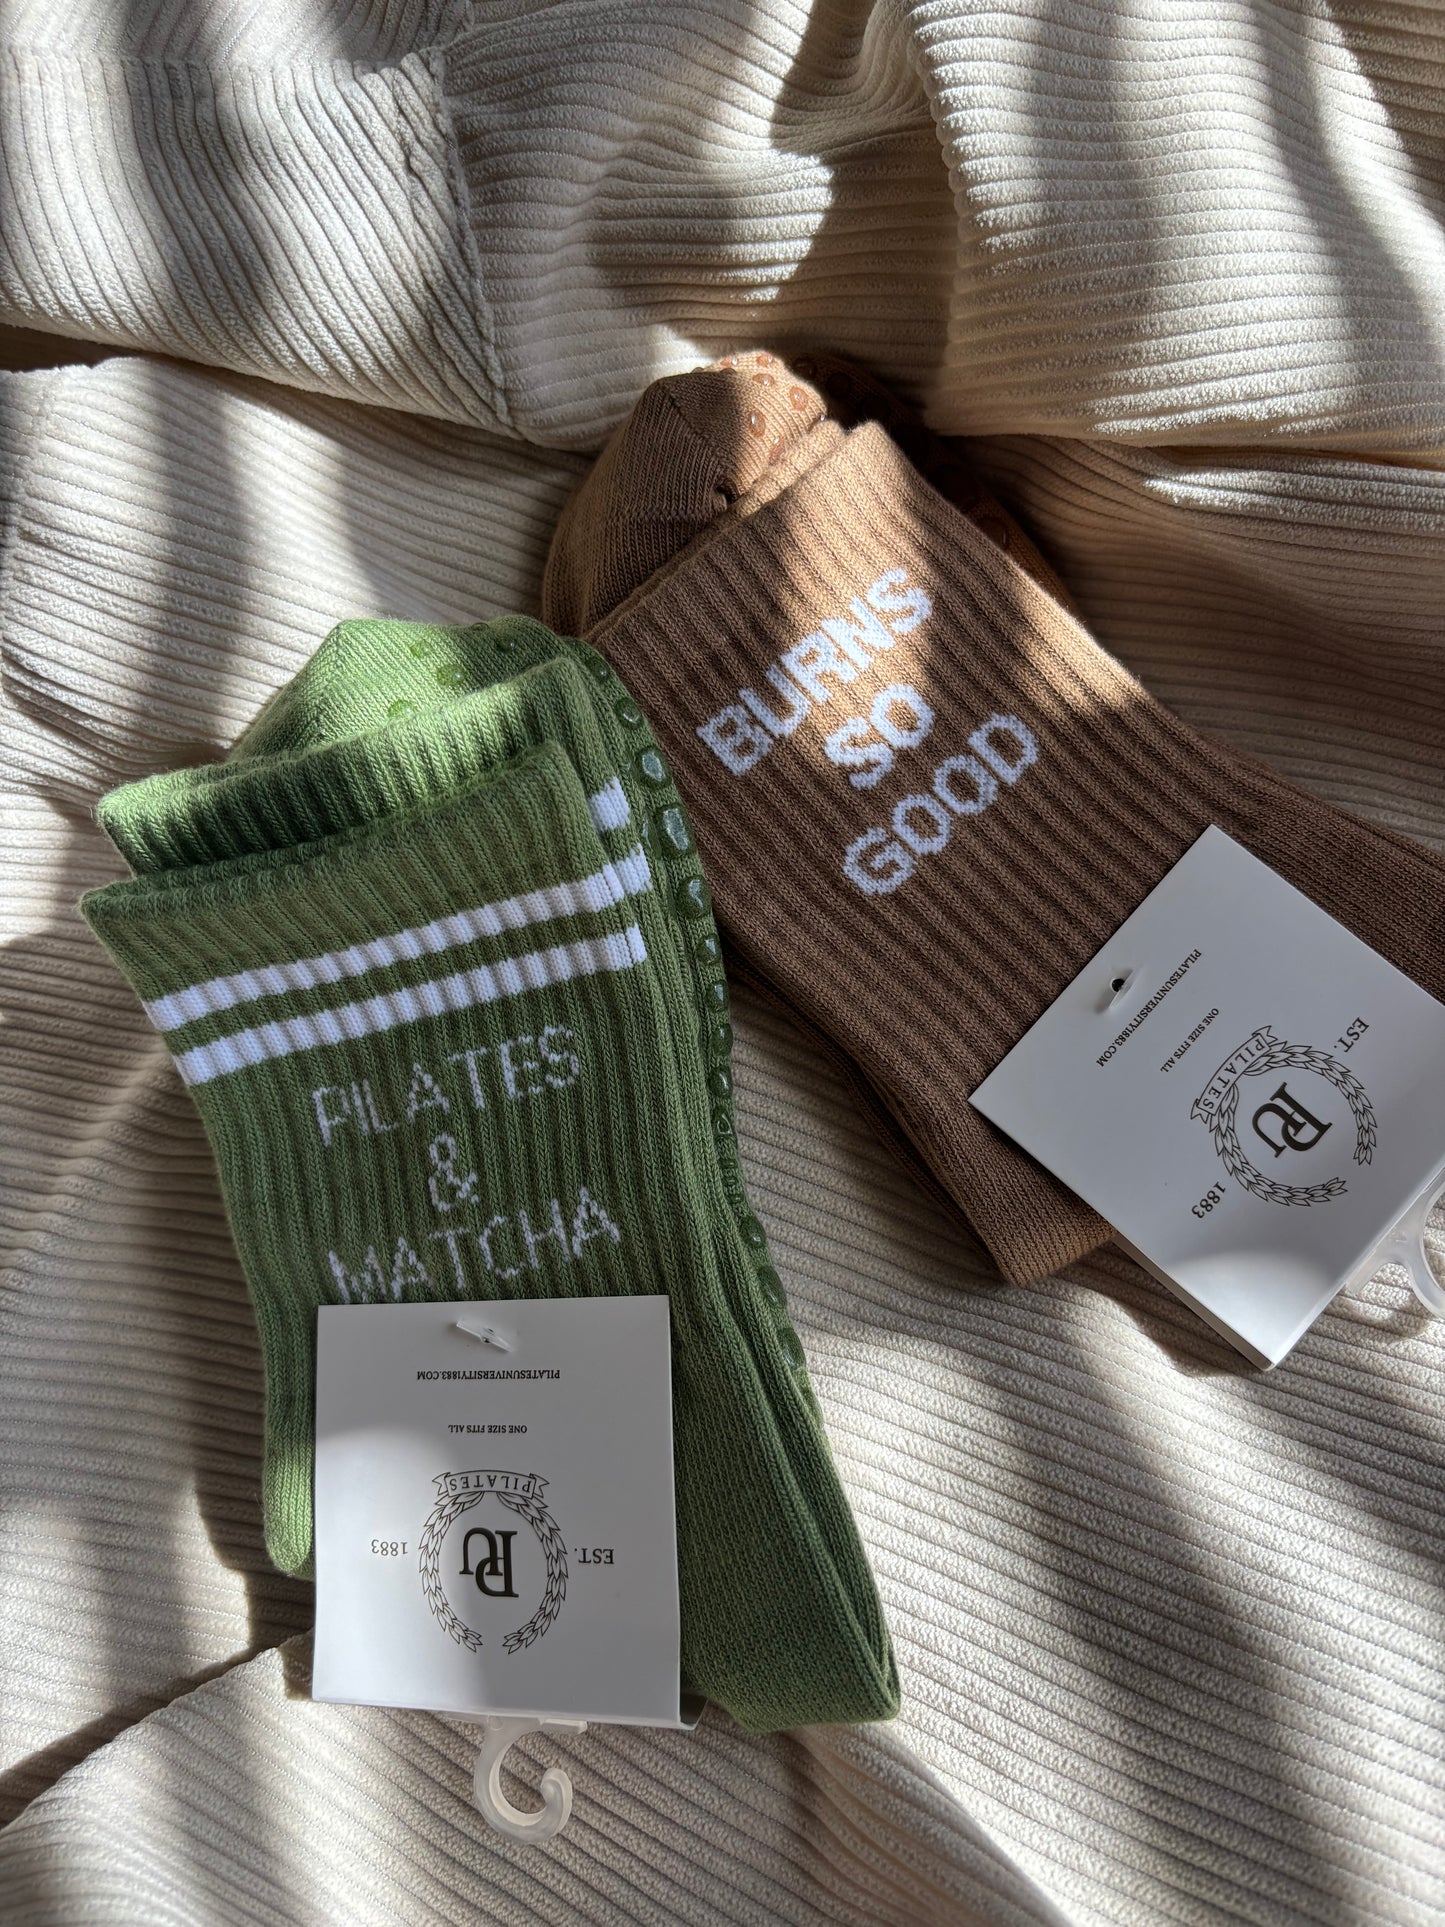 BURNS
SO
GOOD
PILATES
&
MATCHA
PILATESUNIVERSITY1883.COM
ONE SIZE FITS ALL
PILATES
EST. 1883
PU
PILATESUNIVERSITY1883.COM
ONE SIZE FITS ALL
PILATES
EST. 1883
PU